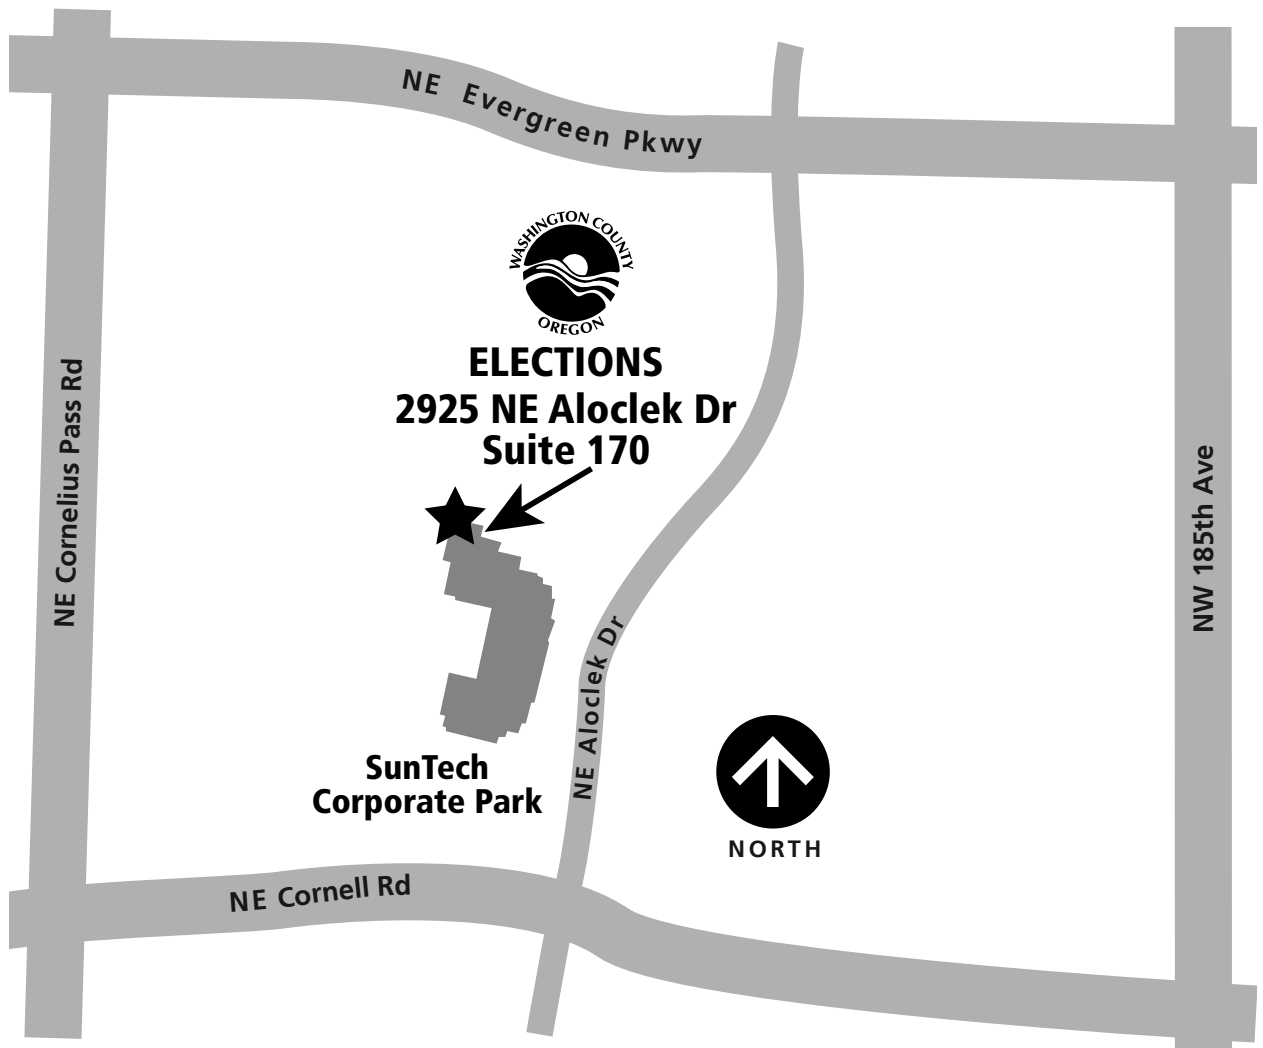 NE Evergreen Pkwy
WASHINGTON COUNTY
OREGON
ELECTIONS
2925 NE Aloclek Dr
Suite 170
NE Cornelius Pass Rd
NW 185th Ave
NE Aloclek Dr
SunTech
Corporate Park
NORTH
NE Cornell Rd